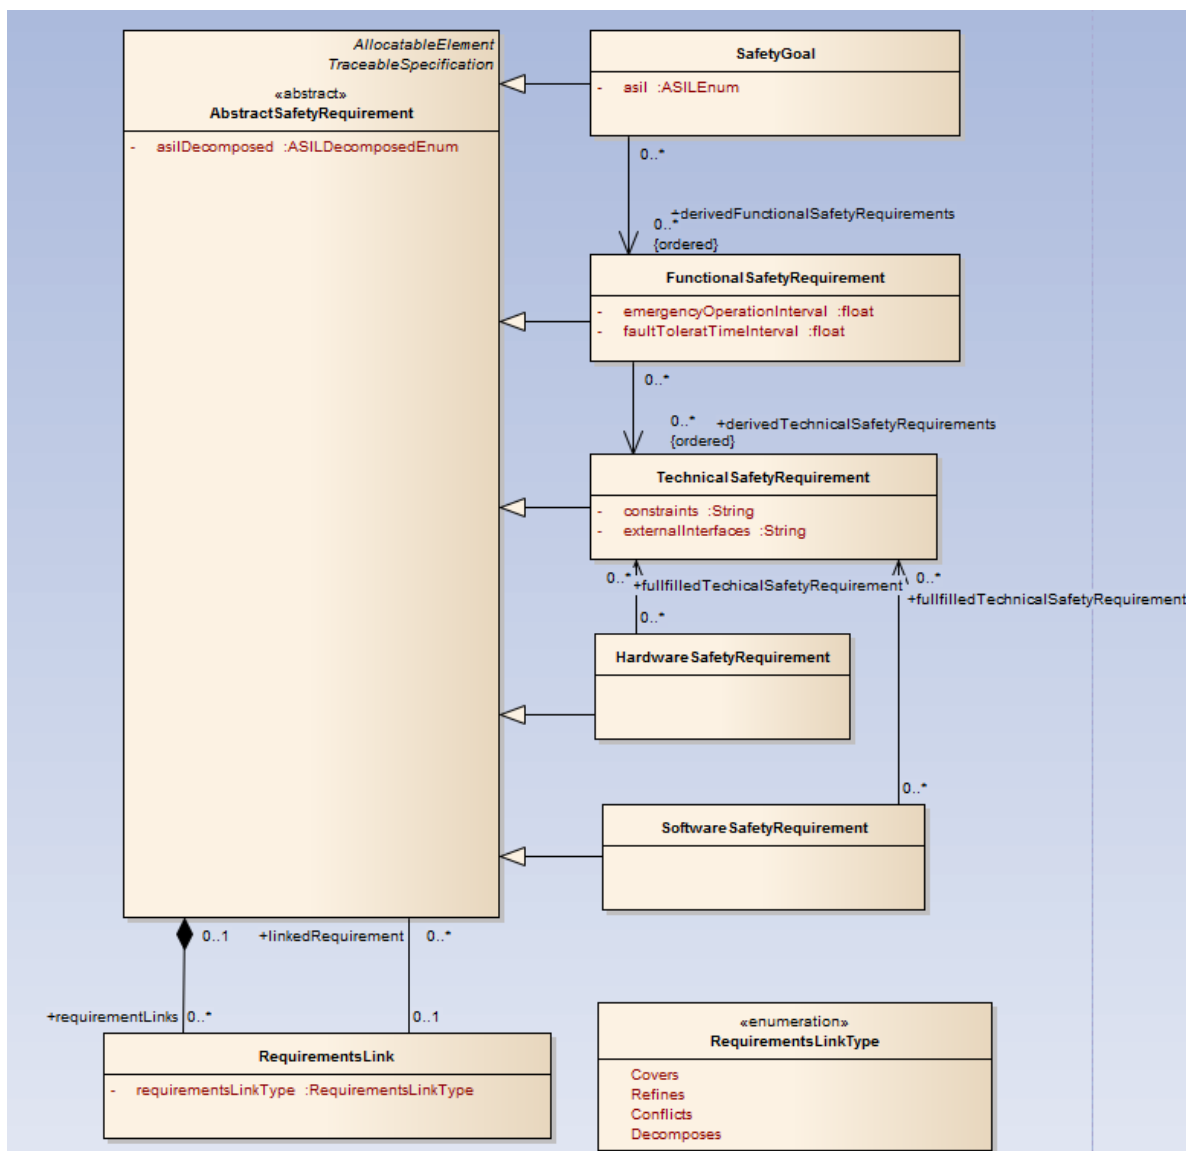 AllocatableElement
TraceableSpecification
«abstract»
AbstractSafetyRequirement
- asilDecomposed :ASILDecomposedEnum
SafetyGoal
- asil :ASILEnum
0..*
+derivedFunctionalSafetyRequirements
0..*
{ordered}
FunctionalSafetyRequirement
- emergencyOperationInterval :float
- faultToleratTimeInterval :float
0..*
0..* +derivedTechnicalSafetyRequirements
{ordered}
TechnicalSafetyRequirement
- constraints :String
- externalInterfaces :String
0..* +fullfilledTechicalSafetyRequirement
0..*
+fullfilledTechnicalSafetyRequirement
0..*
HardwareSafetyRequirement
0..*
SoftwareSafetyRequirement
0..1 +linkedRequirement 0..*
+requirementLinks 0..* 0..1
RequirementsLink
- requirementsLinkType :RequirementsLinkType
«enumeration»
RequirementsLinkType
Covers
Refines
Conflicts
Decomposes